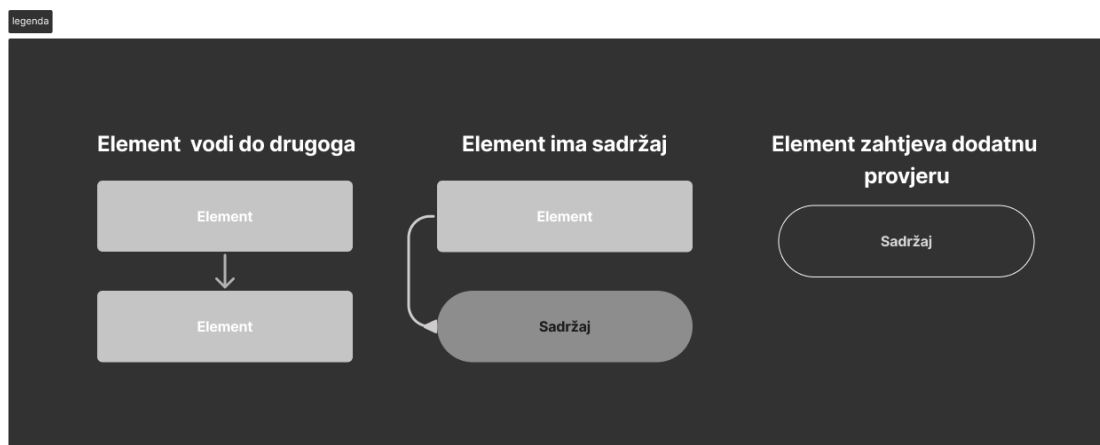 legenda
Element vodi do drugoga
Element
Element
Element ima sadržaj
Element
Sadržaj
Element zahtjeva dodatnu
provjeru
Sadržaj